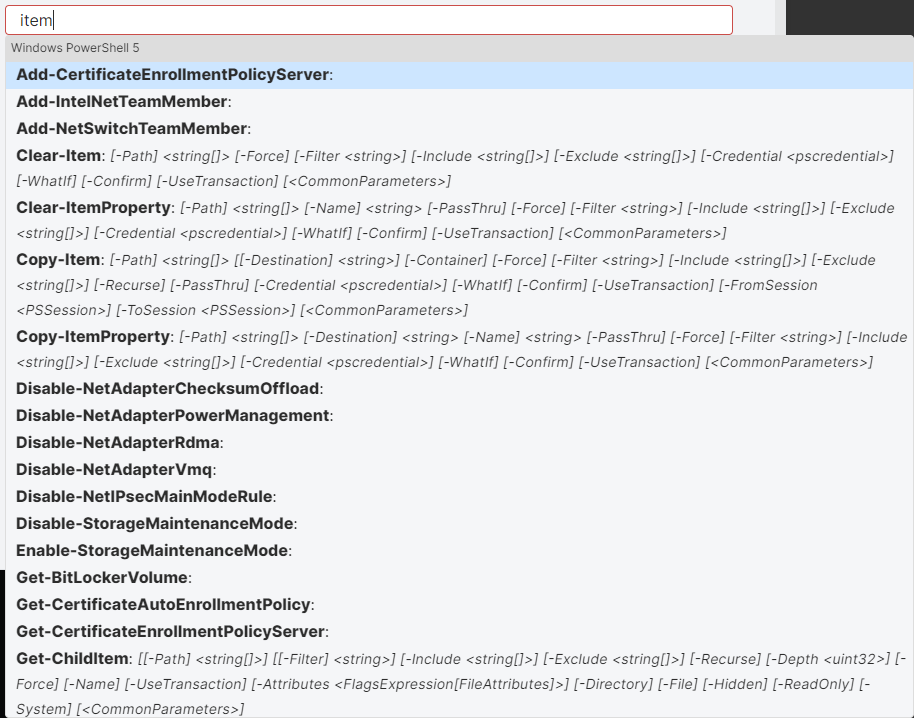 item
Windows PowerShell 5
Add-CertificateEnrollmentPolicyServer:
Add-IntelNetTeamMember:
Add-NetSwitchTeamMember:
Clear-Item: [-Path] <string[]> [-Force] [-Filter <string>] [-Include <string[]>] [-Exclude <string[]>] [-Credential <pscredential>]
[-WhatIf] [-Confirm] [-UseTransaction] [<CommonParameters>]
Clear-ItemProperty: [-Path] <string[]> [-Name] <string> [-PassThru] [-Force] [-Filter <string>] [-Include <string[]>] [-Exclude
<string[]>] [-Credential <pscredential>] [-WhatIf] [-Confirm] [-UseTransaction] [<CommonParameters>]
Copy-Item: [-Path] <string[]> [[-Destination] <string>] [-Container] [-Force] [-Filter <string>] [-Include <string[]>] [-Exclude
<string[]>] [-Recurse] [-PassThru] [-Credential <pscredential>] [-WhatIf] [-Confirm] [-UseTransaction] [-FromSession
<PSSession>] [-ToSession <PSSession>] [<CommonParameters>]
Copy-ItemProperty: [-Path] <string[]> [-Destination] <string> [-Name] <string> [-PassThru] [-Force] [-Filter <string>] [-Include
<string[]>] [-Exclude <string[]>] [-Credential <pscredential>] [-WhatIf] [-Confirm] [-UseTransaction] [<CommonParameters>]
Disable-NetAdapterChecksumOffload:
Disable-NetAdapterPowerManagement:
Disable-NetAdapterRdma:
Disable-NetAdapterVmq:
Disable-NetIPsecMainModeRule:
Disable-StorageMaintenanceMode:
Enable-StorageMaintenanceMode:
Get-BitLockerVolume:
Get-CertificateAutoEnrollmentPolicy:
Get-CertificateEnrollmentPolicyServer:
Get-ChildItem: [[-Path] <string[]>] [[-Filter] <string>] [-Include <string[]>] [-Exclude <string[]>] [-Recurse] [-Depth <uint32>] [-
Force] [-Name] [-UseTransaction] [-Attributes <FlagsExpression[FileAttributes]>] [-Directory] [-File] [-Hidden] [-ReadOnly] [-
System] [<CommonParameters>]